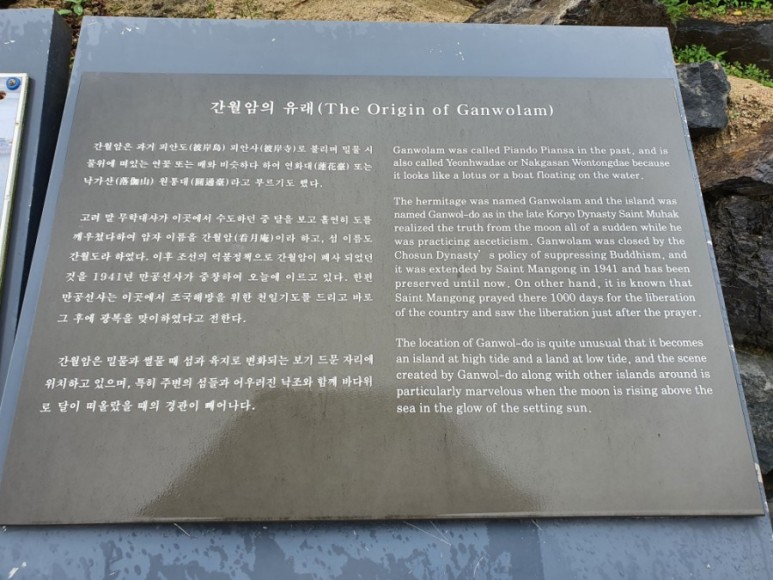 간월암의 유래(The Origin of Ganwolam)
간월암은 과거 피안도(彼岸島) 피안사(彼岸寺)로 불리며 밀물 시
물위에 떠있는 연꽃 또는 배와 비슷하다 하여 연화대(蓮花臺) 또는
낙가산(落伽山) 원통대(圓通臺)라고 부르기도 했다.
고려 말 무학대사가 이곳에서 수도하던 중 달을 보고 홀연히 도를
깨우쳤다하여 암자 이름을 간월암(看月庵)이라 하고, 섬 이름도
간월도라 하였다. 이후 조선의 억불정책으로 간월암이 폐사 되었던
것을 1941년 만공선사가 중창하여 오늘에 이르고 있다. 한편
만공선사는 이곳에서 조국해방을 위한 천일기도를 드리고 바로
그 후에 광복을 맞이하였다고 전한다.
간월암은 밀물과 썰물 때 섬과 육지로 변화되는 보기 드문 자리에
위치하고 있으며, 특히 주변의 섬들과 어우러진 낙조와 함께 바다위
로 달이 떠올랐을 때의 경관이 빼어나다.
Ganwolam was called Piando Piansa in the past, and is
also called Yeonhwadae or Nakgasan Wontongdae because
it looks like a lotus or a boat floating on the water.
The hermitage was named Ganwolam and the island was
named Ganwol-do as in the late Koryo Dynasty Saint Muhak
realized the truth from the moon all of a sudden while he
was practicing asceticism. Ganwolam was closed by the
Chosun Dynasty's policy of suppressing Buddhism, and
it was extended by Saint Mangong in 1941 and has been
preserved until now. On other hand, it is known that
Saint Mangong prayed there 1000 days for the liberation
of the country and saw the liberation just after the prayer.
The location of Ganwol-do is quite unusual that it becomes
an island at high tide and a land at low tide, and the scene
created by Ganwol-do along with other islands around is
particularly marvelous when the moon is rising above the
sea in the glow of the setting sun.